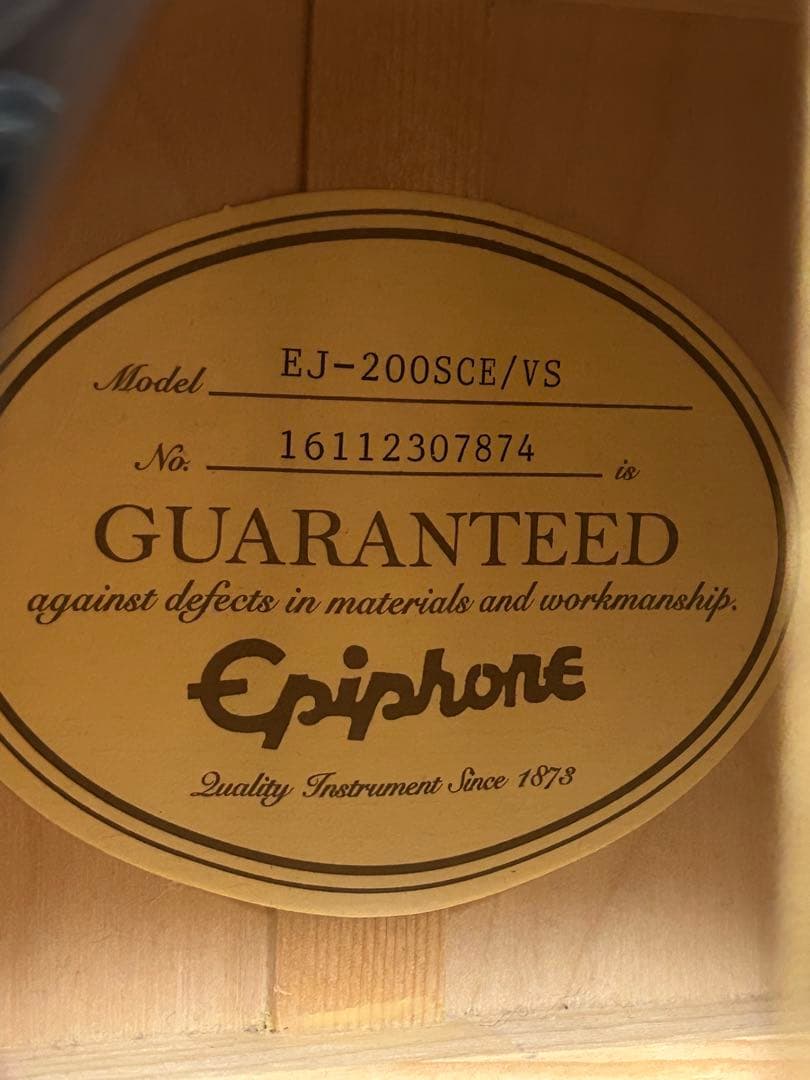 Model EJ-200SCE/VS
No. 16112307874 is
GUARANTEED
against defects in materials and workmanship.
Epiphone
Quality Instrument Since 1873